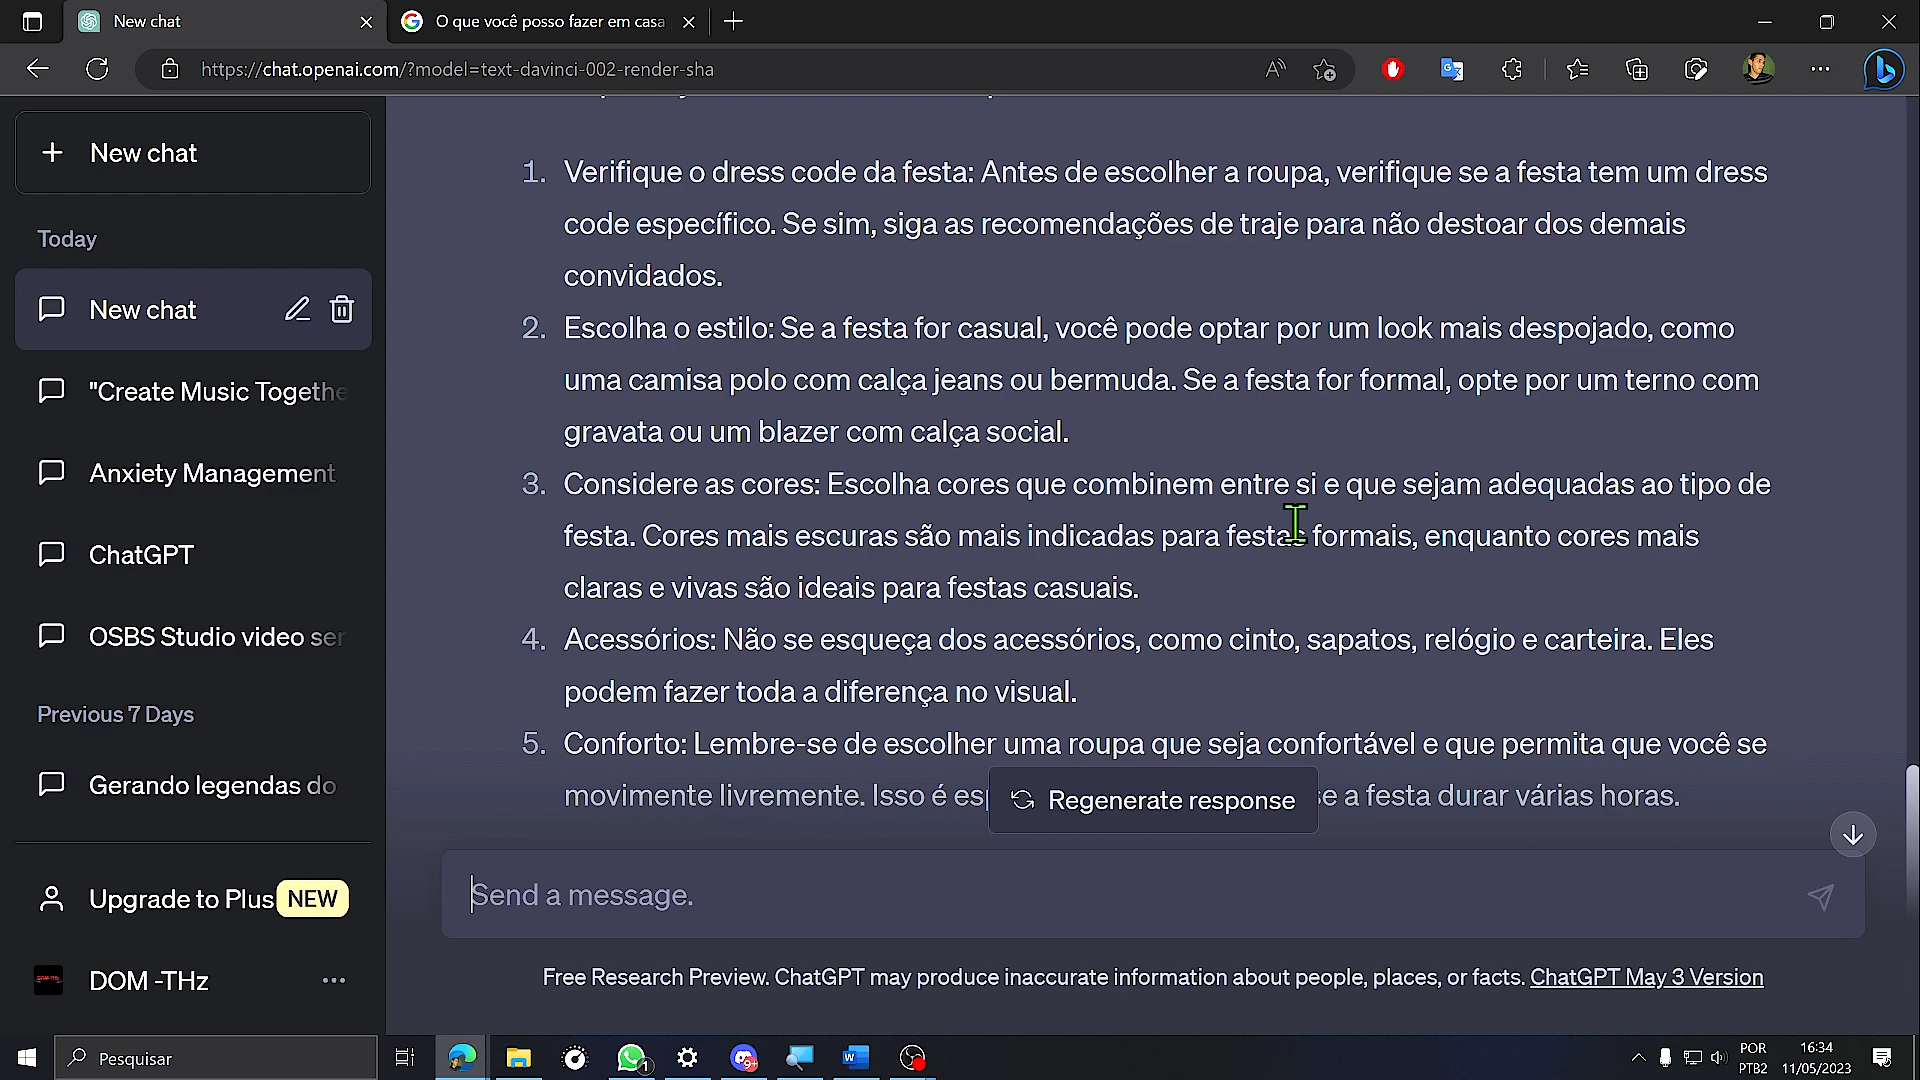 New chat
O que você posso fazer em casa
https://chat.openai.com/?model=text-davinci-002-render-sha
New chat
Today
New chat
"Create Music Togethe
Anxiety Management
ChatGPT
OSBS Studio video ser
Previous 7 Days
Gerando legendas do
Upgrade to Plus NEW
DOM -THz
1. Verifique o dress code da festa: Antes de escolher a roupa, verifique se a festa tem um dress
code específico. Se sim, siga as recomendações de traje para não destoar dos demais
convidados.
2. Escolha o estilo: Se a festa for casual, você pode optar por um look mais despojado, como
uma camisa polo com calça jeans ou bermuda. Se a festa for formal, opte por um terno com
gravata ou um blazer com calça social.
3. Considere as cores: Escolha cores que combinem entre si e que sejam adequadas ao tipo de
festa. Cores mais escuras são mais indicadas para festas formais, enquanto cores mais
claras e vivas são ideais para festas casuais.
4. Acessórios: Não se esqueça dos acessórios, como cinto, sapatos, relógio e carteira. Eles
podem fazer toda a diferença no visual.
5. Conforto: Lembre-se de escolher uma roupa que seja confortável e que permita que você se
movimente livremente. Isso é es
se a festa durar várias horas.
Regenerate response
Send a message.
Free Research Preview. ChatGPT may produce inaccurate information about people, places, or facts. ChatGPT May 3 Version
Pesquisar
1
9+
POR
PTB2
16:34
11/05/2023